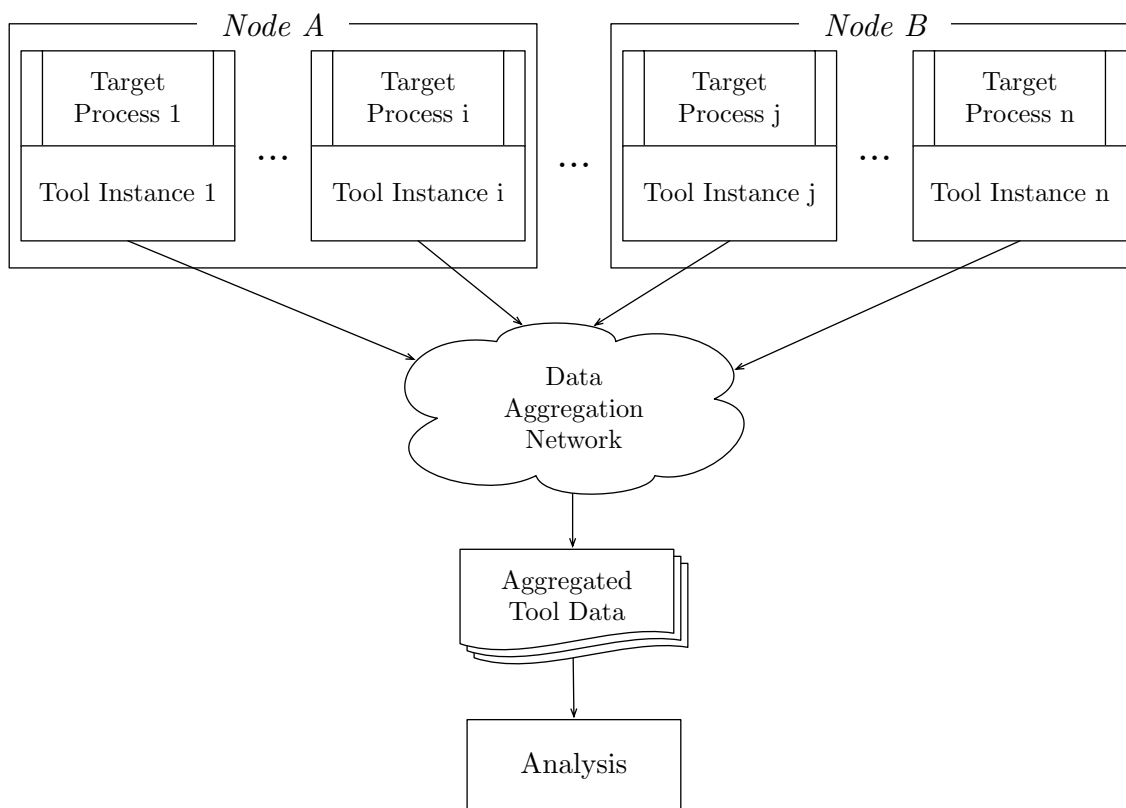 Node A
Node B
Target
Process 1
Target
Process i
Target
Process j
Target
Process n
...
...
...
Tool Instance 1
Tool Instance i
Tool Instance j
Tool Instance n
Data
Aggregation
Network
Aggregated
Tool Data
Analysis